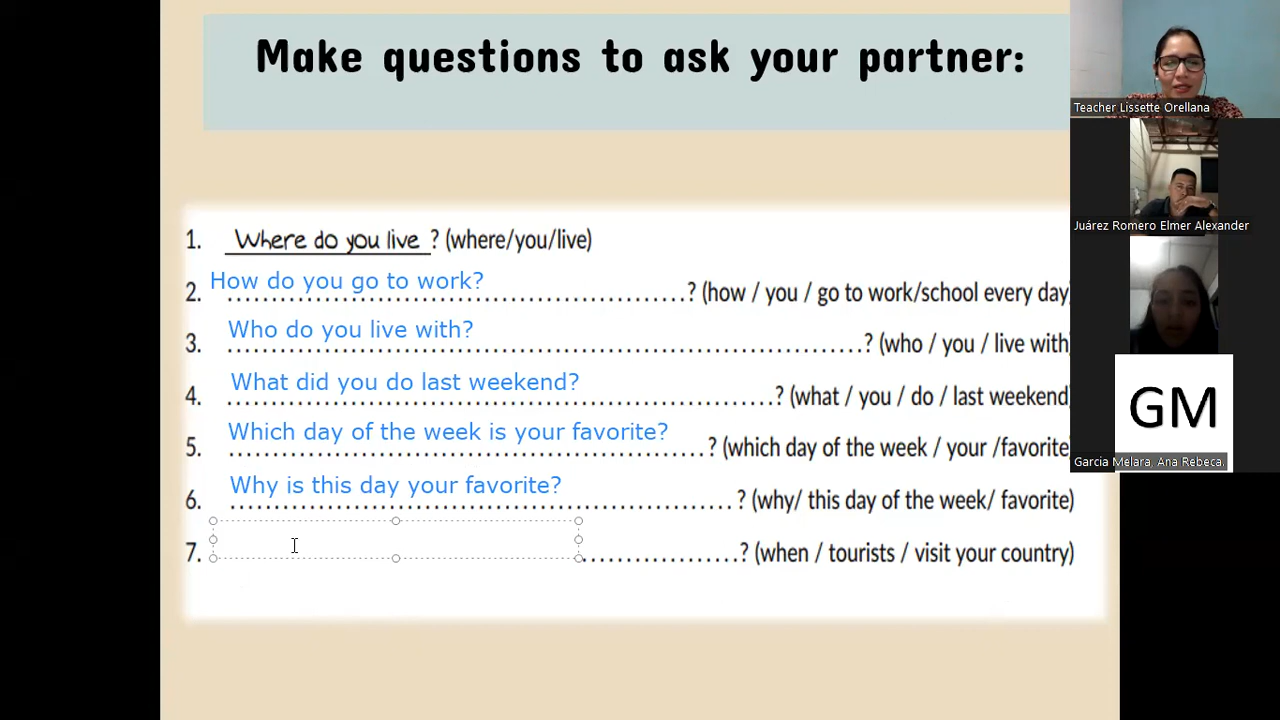 Make questions to ask your partner:
Teacher Lissette Orellana
Juárez Romero Elmer Alexander
GM
Garcia Melara, Ana Rebeca.
1. Where do you live ? (where/you/live)
2. How do you go to work? ........ ? (how / you / go to work/school every day
3. Who do you live with? ........ ? (who / you / live with
4. What did you do last weekend? ........ ? (what / you / do / last weekend
5. Which day of the week is your favorite? ........ ? (which day of the week / your /favorite
6. Why is this day your favorite? ........ ? (why/ this day of the week/ favorite)
7. ........ ? (when / tourists / visit your country)